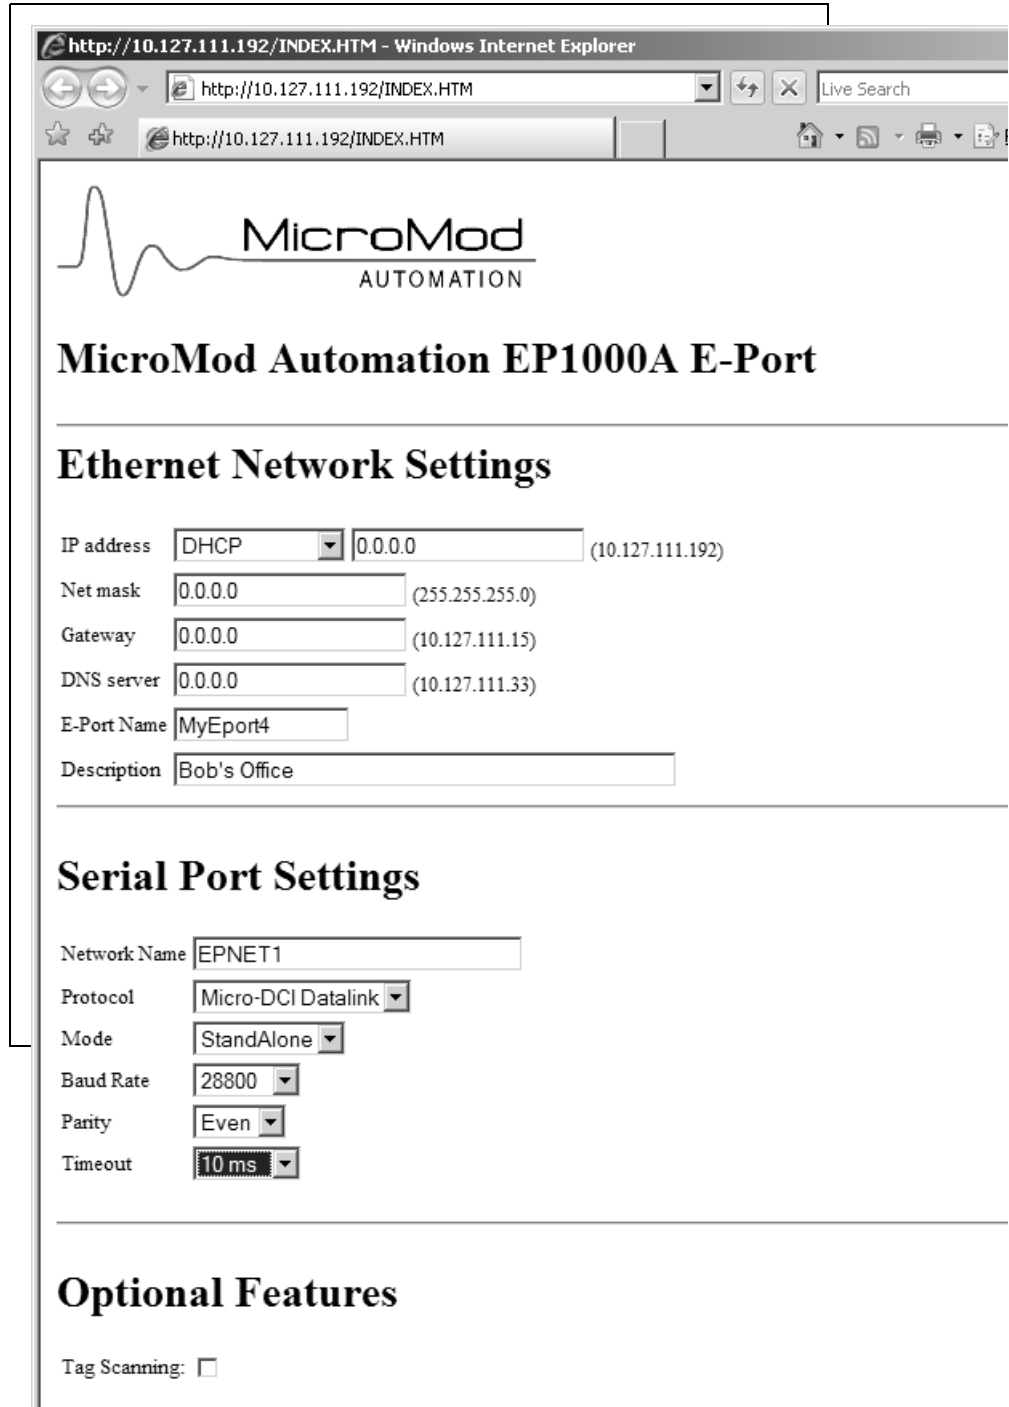 http://10.127.111.192/INDEX.HTM - Windows Internet Explorer
http://10.127.111.192/INDEX.HTM
Live Search
http://10.127.111.192/INDEX.HTM
MicroMod
AUTOMATION
MicroMod Automation EP1000A E-Port
Ethernet Network Settings
IP address DHCP 0.0.0.0 (10.127.111.192)
Net mask 0.0.0.0 (255.255.255.0)
Gateway 0.0.0.0 (10.127.111.15)
DNS server 0.0.0.0 (10.127.111.33)
E-Port Name MyEport4
Description Bob's Office
Serial Port Settings
Network Name EPNET1
Protocol Micro-DCI Datalink
Mode StandAlone
Baud Rate 28800
Parity Even
Timeout 10 ms
Optional Features
Tag Scanning: